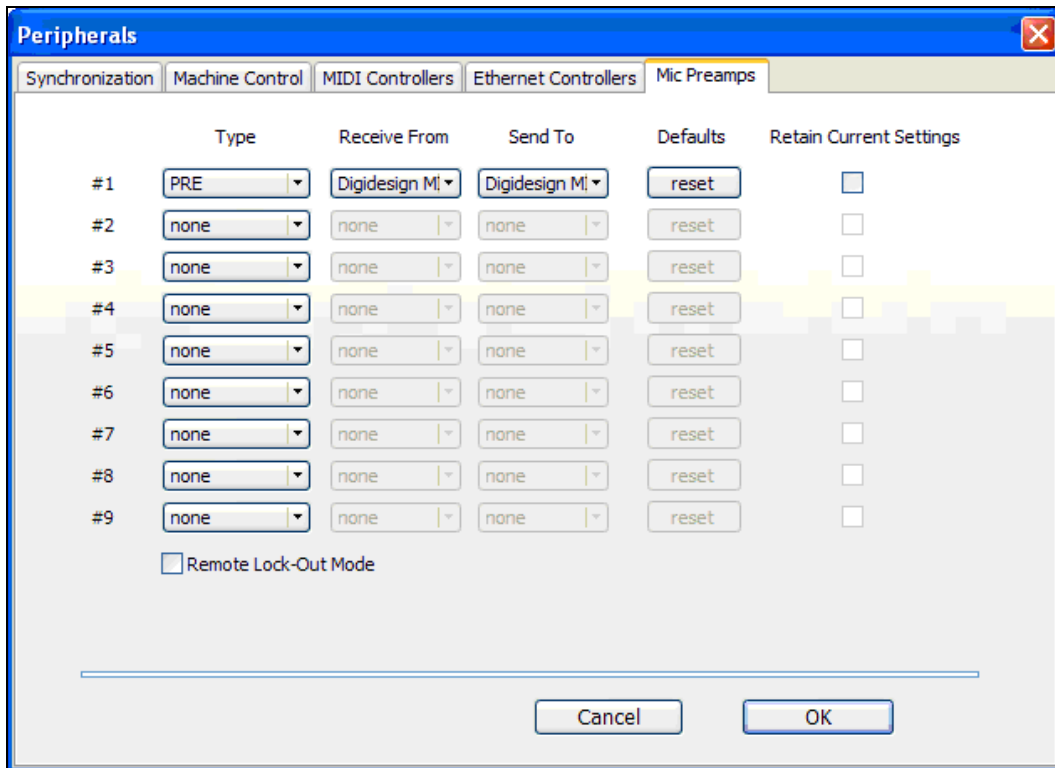 Peripherals
Synchronization Machine Control MIDI Controllers Ethernet Controllers Mic Preamps
Type Receive From Send To Defaults Retain Current Settings
#1 PRE Digidesign MI Digidesign MI reset
#2 none none none reset
#3 none none none reset
#4 none none none reset
#5 none none none reset
#6 none none none reset
#7 none none none reset
#8 none none none reset
#9 none none none reset
Remote Lock-Out Mode
Cancel OK